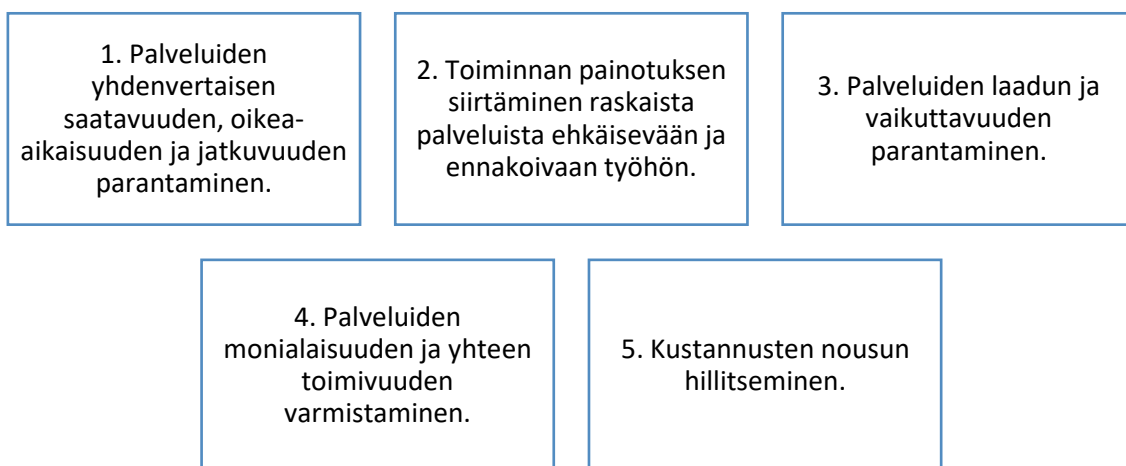 1. Palveluiden
yhdenvertaisen
saatavuuden, oikea-
aikaisuuden ja jatkuvuuden
parantaminen.
2. Toiminnan painotuksen
siirtäminen raskaista
palveluista ehkäisevään ja
ennakoivaan työhön.
3. Palveluiden laadun ja
vaikuttavuuden
parantaminen.
4. Palveluiden
monialaisuuden ja yhteen
toimivuuden
varmistaminen.
5. Kustannusten nousun
hillitseminen.